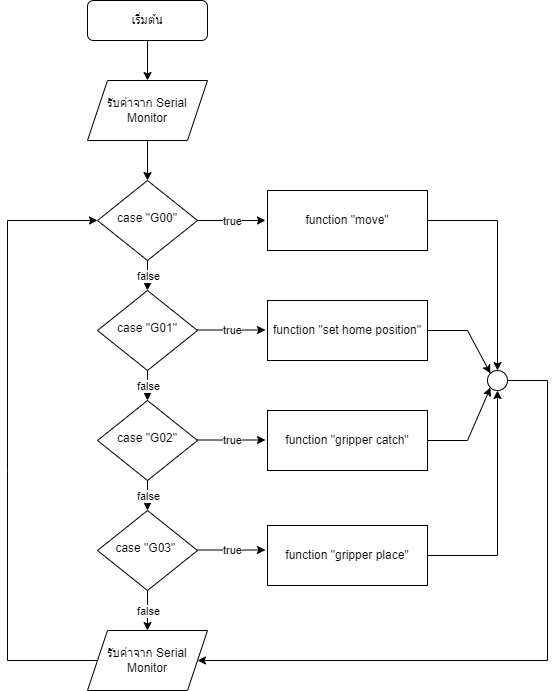 เริ่มต้น
รับค่าจาก Serial
Monitor
case "G00"
true
function "move"
false
case "G01"
true
function "set home position"
false
case "G02"
true
function "gripper catch"
false
case "G03"
true
function "gripper place"
false
รับค่าจาก Serial
Monitor